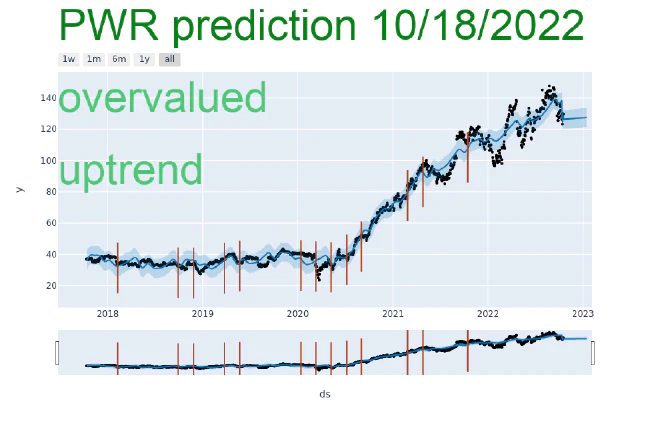 PWR prediction 10/18/2022
1w 1m 6m 1y all
overvalued
uptrend
140
120
100
80
60
40
20
y
2018 2019 2020 2021 2022 2023
ds